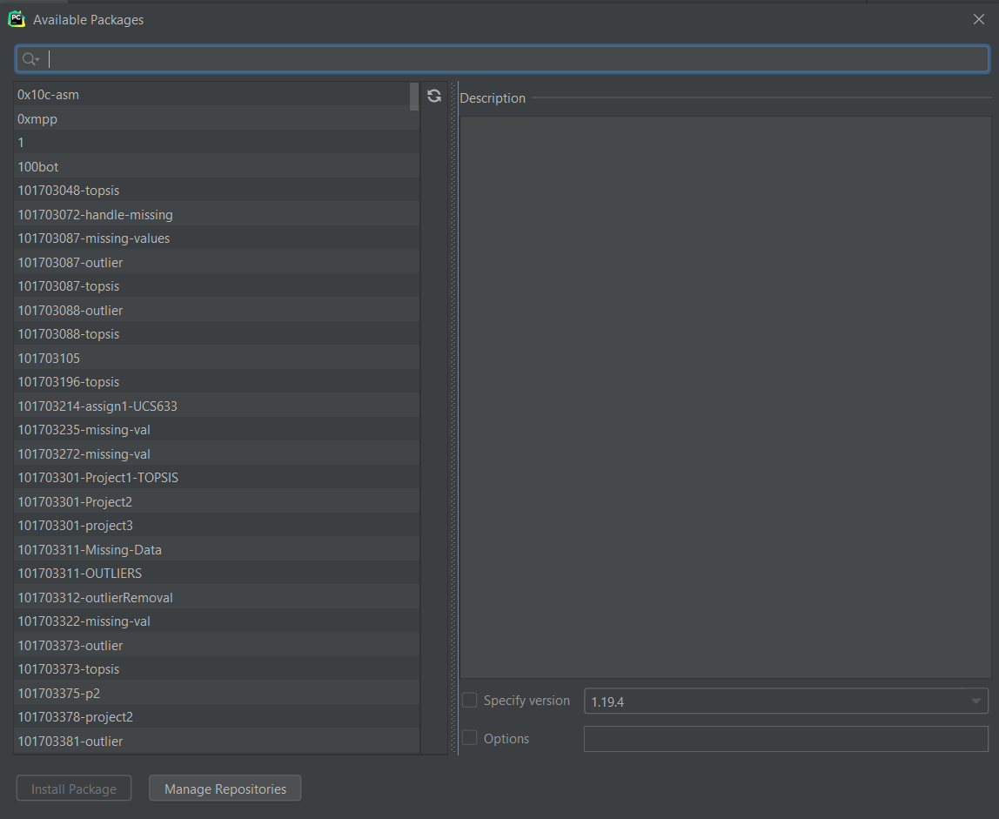 PC
Available Packages
0x10c-asm
0xmpp
1
100bot
101703048-topsis
101703072-handle-missing
101703087-missing-values
101703087-outlier
101703087-topsis
101703088-outlier
101703088-topsis
101703105
101703196-topsis
101703214-assign1-UCS633
101703235-missing-val
101703272-missing-val
101703301-Project1-TOPSIS
101703301-Project2
101703301-project3
101703311-Missing-Data
101703311-OUTLIERS
101703312-outlierRemoval
101703322-missing-val
101703373-outlier
101703373-topsis
101703375-p2
101703378-project2
101703381-outlier
Description
Specify version 1.19.4
Options
Install Package Manage Repositories